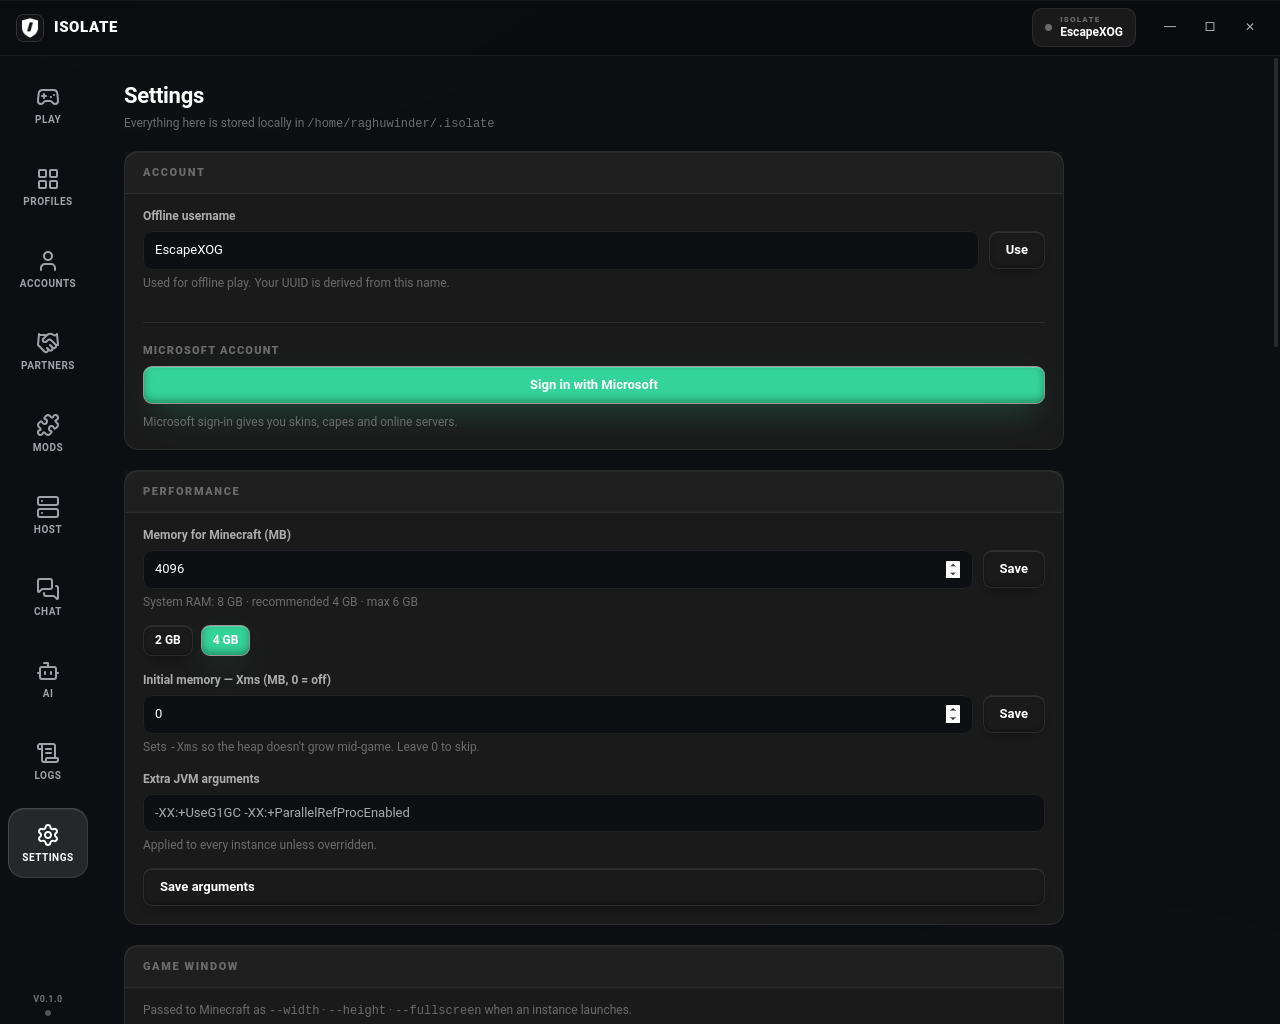 ISOLATE
ISOLATE
EscapeXOG
PLAY
PROFILES
ACCOUNTS
PARTNERS
MODS
HOST
CHAT
AI
LOGS
SETTINGS
V0.1.0
Settings
Everything here is stored locally in /home/raghuwinder/.isolate
ACCOUNT
Offline username
EscapeXOG
Use
Used for offline play. Your UUID is derived from this name.
MICROSOFT ACCOUNT
Sign in with Microsoft
Microsoft sign-in gives you skins, capes and online servers.
PERFORMANCE
Memory for Minecraft (MB)
4096
Save
System RAM: 8 GB · recommended 4 GB · max 6 GB
2 GB
4 GB
Initial memory — Xms (MB, 0 = off)
0
Save
Sets -Xms so the heap doesn't grow mid-game. Leave 0 to skip.
Extra JVM arguments
-XX:+UseG1GC -XX:+ParallelRefProcEnabled
Applied to every instance unless overridden.
Save arguments
GAME WINDOW
Passed to Minecraft as --width · --height · --fullscreen when an instance launches.